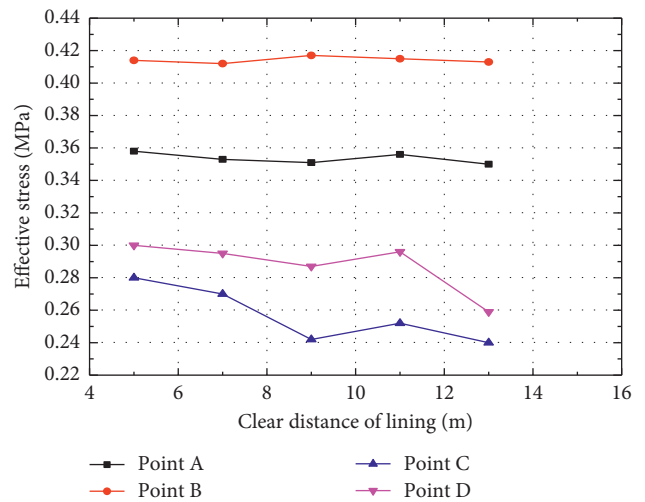 0.44
0.42
0.40
0.38
0.36
0.34
0.32
0.30
0.28
0.26
0.24
0.22
Effective stress (MPa)
4 6 8 10 12 14 16
Clear distance of lining (m)
Point A
Point B
Point C
Point D